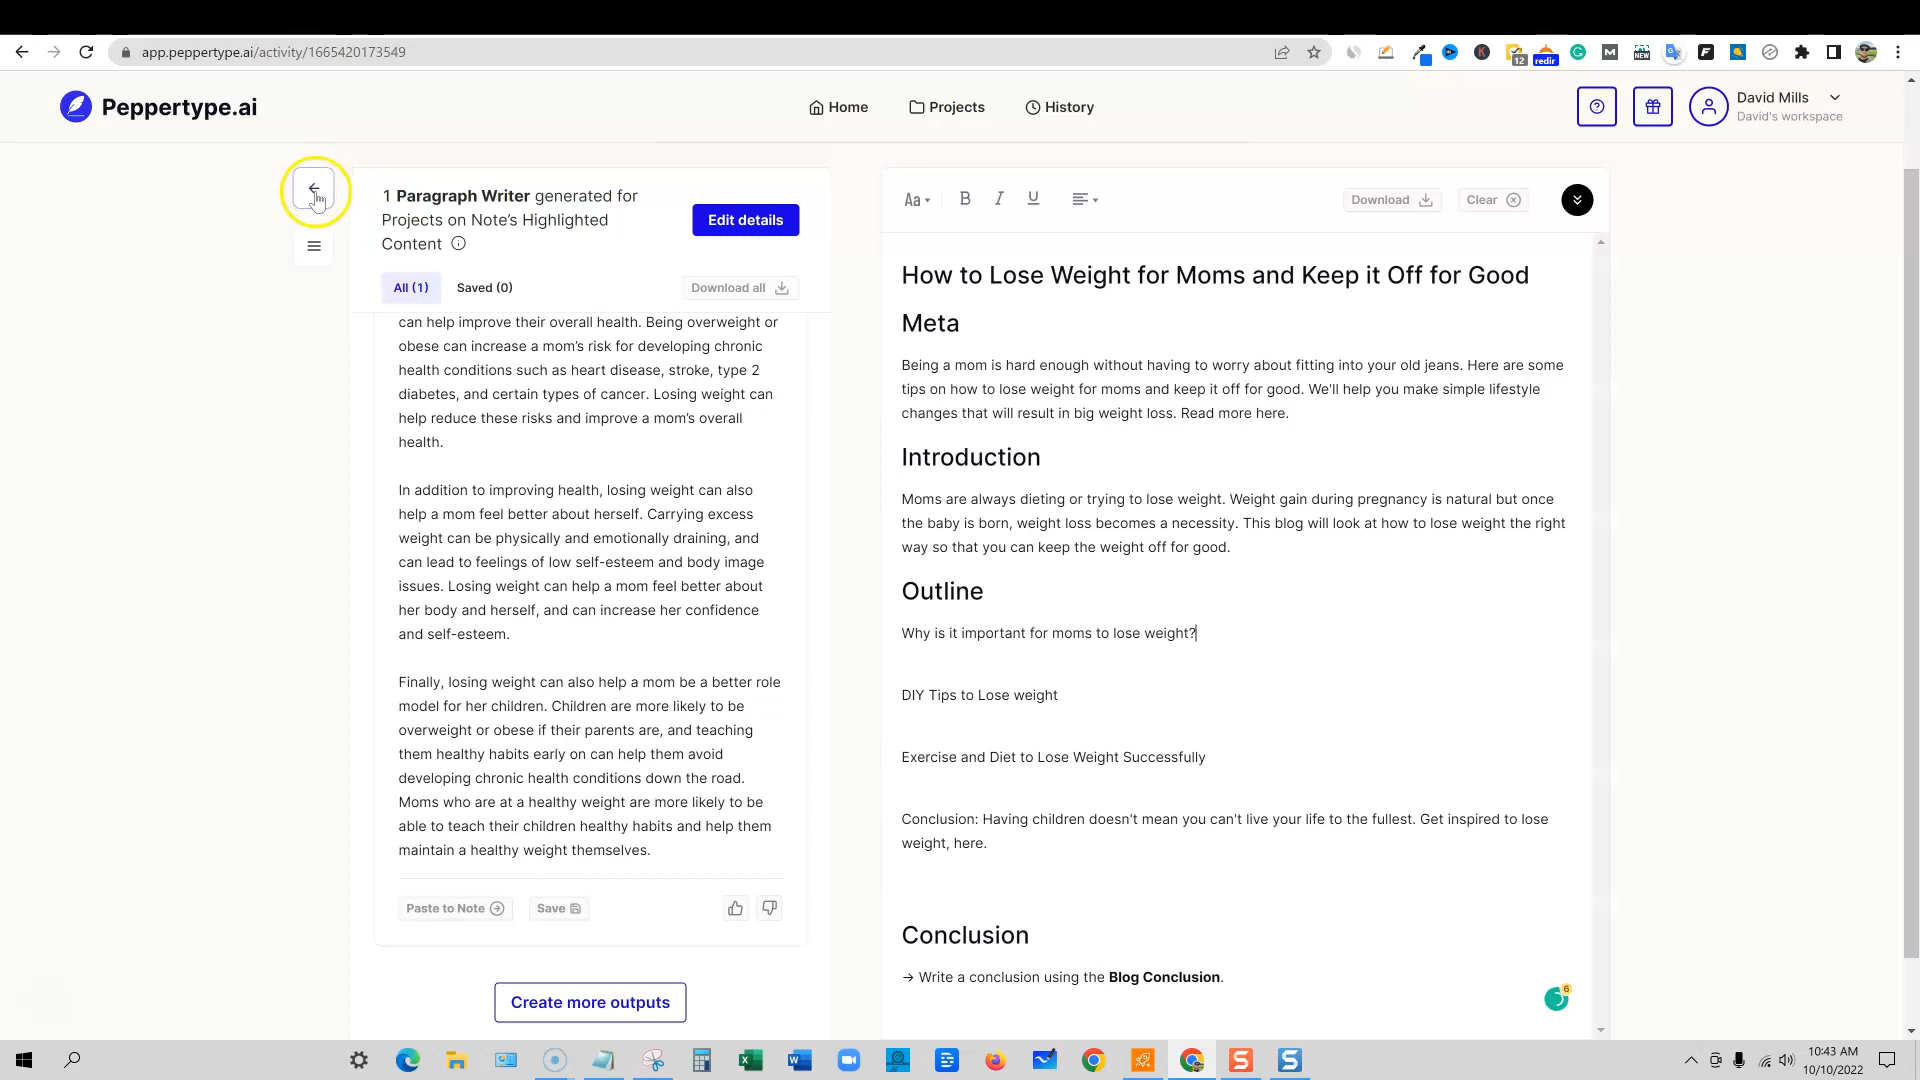 app.peppertype.ai/activity/1665420173549
12
redir
NEW
Peppertype.ai
Home
Projects
History
David Mills
David's workspace
1 Paragraph Writer generated for
Projects on Note's Highlighted
Content
Edit details
All (1)
Saved (0)
Download all
can help improve their overall health. Being overweight or
obese can increase a mom's risk for developing chronic
health conditions such as heart disease, stroke, type 2
diabetes, and certain types of cancer. Losing weight can
help reduce these risks and improve a mom's overall
health.
In addition to improving health, losing weight can also
help a mom feel better about herself. Carrying excess
weight can be physically and emotionally draining, and
can lead to feelings of low self-esteem and body image
issues. Losing weight can help a mom feel better about
her body and herself, and can increase her confidence
and self-esteem.
Finally, losing weight can also help a mom be a better role
model for her children. Children are more likely to be
overweight or obese if their parents are, and teaching
them healthy habits early on can help them avoid
developing chronic health conditions down the road.
Moms who are at a healthy weight are more likely to be
able to teach their children healthy habits and help them
maintain a healthy weight themselves.
Paste to Note
Save
Create more outputs
Aa
B
I
U
Download
Clear
How to Lose Weight for Moms and Keep it Off for Good
Meta
Being a mom is hard enough without having to worry about fitting into your old jeans. Here are some
tips on how to lose weight for moms and keep it off for good. We'll help you make simple lifestyle
changes that will result in big weight loss. Read more here.
Introduction
Moms are always dieting or trying to lose weight. Weight gain during pregnancy is natural but once
the baby is born, weight loss becomes a necessity. This blog will look at how to lose weight the right
way so that you can keep the weight off for good.
Outline
Why is it important for moms to lose weight?
DIY Tips to Lose weight
Exercise and Diet to Lose Weight Successfully
Conclusion: Having children doesn't mean you can't live your life to the fullest. Get inspired to lose
weight, here.
Conclusion
→ Write a conclusion using the Blog Conclusion.
6
10:43 AM
10/10/2022